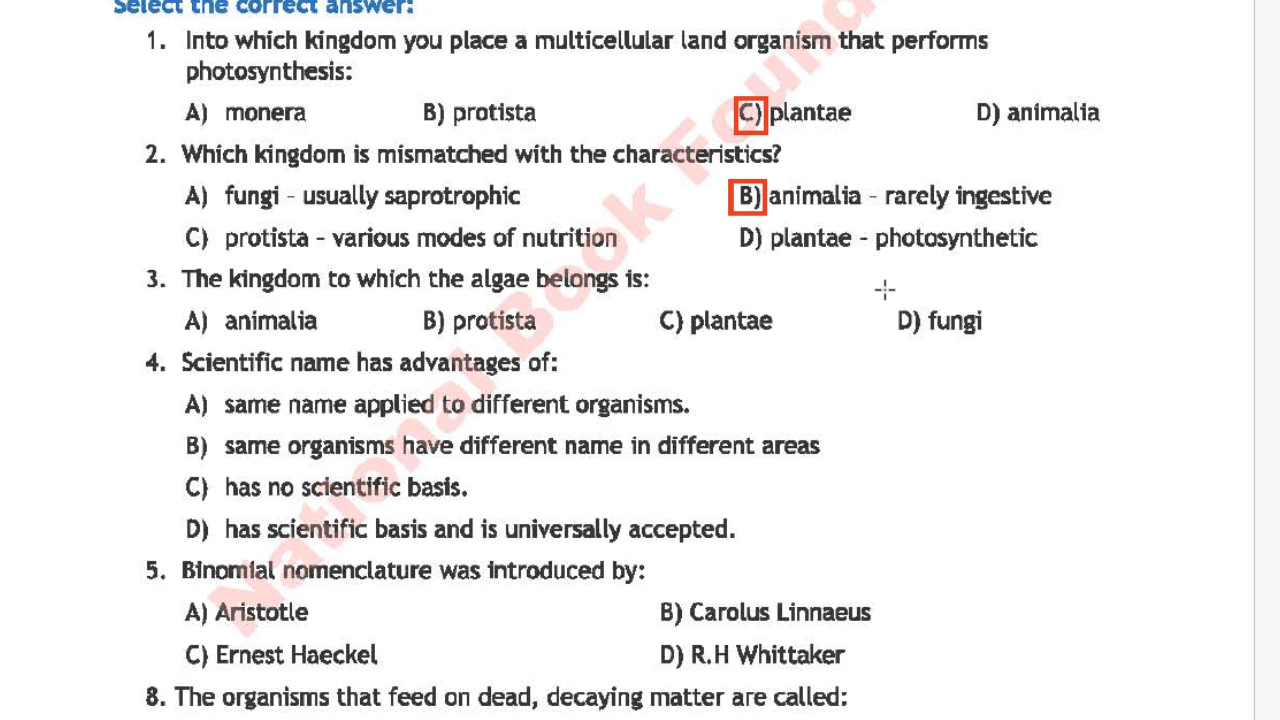 Select the correct answer:
1. Into which kingdom you place a multicellular land organism that performs
photosynthesis:
A) monera B) protista C) plantae D) animalia
2. Which kingdom is mismatched with the characteristics?
A) fungi - usually saprotrophic B) animalia - rarely ingestive
C) protista - various modes of nutrition D) plantae - photosynthetic
3. The kingdom to which the algae belongs is:
A) animalia B) protista C) plantae D) fungi
4. Scientific name has advantages of:
A) same name applied to different organisms.
B) same organisms have different name in different areas
C) has no scientific basis.
D) has scientific basis and is universally accepted.
5. Binomial nomenclature was introduced by:
A) Aristotle B) Carolus Linnaeus
C) Ernest Haeckel D) R.H Whittaker
8. The organisms that feed on dead, decaying matter are called:
National Book Found